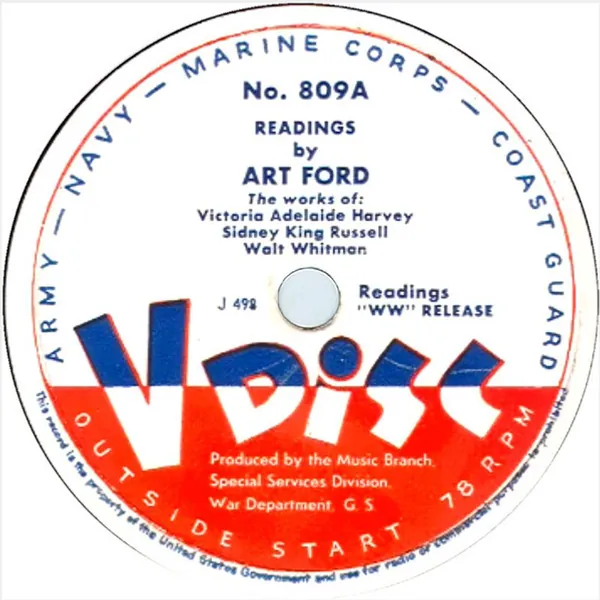 ARMY — NAVY — MARINE CORPS — COAST GUARD
No. 809A
READINGS
by
ART FORD
The works of:
Victoria Adelaide Harvey
Sidney King Russell
Walt Whitman
J 498
Readings
"WW" RELEASE
V DiSC
Produced by the Music Branch,
Special Services Division,
War Department, G. S.
OUTSIDE START 78 RPM
This record is the property of the United States Government and use for radio or commercial purposes is prohibited